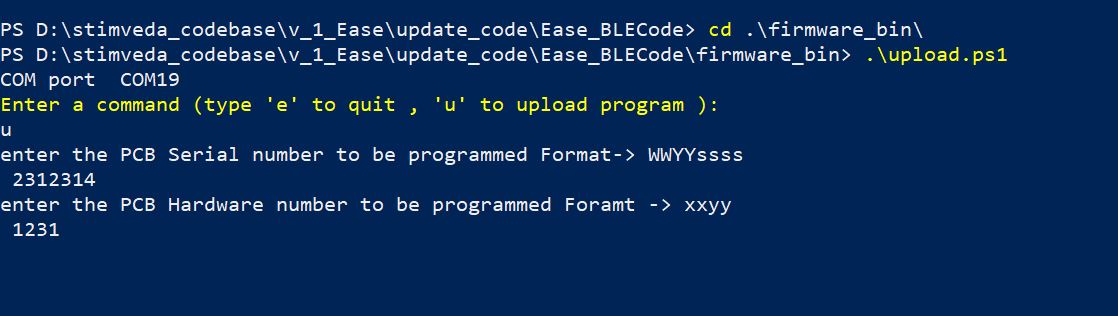 PS D:\stimveda_codebase\v_1_Ease\update_code\Ease_BLECode> cd .\firmware_bin\
PS D:\stimveda_codebase\v_1_Ease\update_code\Ease_BLECode\firmware_bin> .\upload.ps1
COM port  COM19
Enter a command (type 'e' to quit , 'u' to upload program ):
u
enter the PCB Serial number to be programmed Format-> WWYYssss
 2312314
enter the PCB Hardware number to be programmed Foramt -> xxyy
 1231